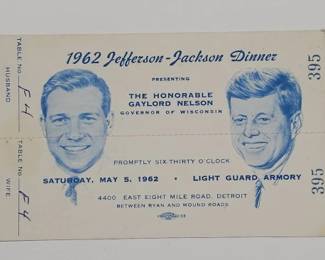 1962 Jefferson-Jackson Dinner
PRESENTING
THE HONORABLE
GAYLORD NELSON
GOVERNOR OF WISCONSIN
PROMPTLY SIX-THIRTY O'CLOCK
SATURDAY, MAY 5, 1962 • LIGHT GUARD ARMORY
4400 EAST EIGHT MILE ROAD, DETROIT
BETWEEN RYAN AND MOUND ROADS
TABLE No. F4
HUSBAND
TABLE No. F4
WIFE
395
395